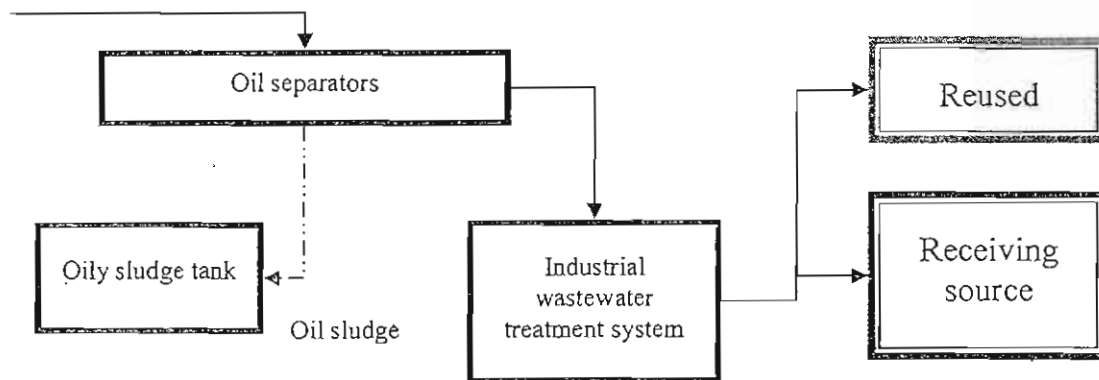 Oil separators
Reused
Oily sludge tank
Oil sludge
Industrial
wastewater
treatment system
Receiving
source